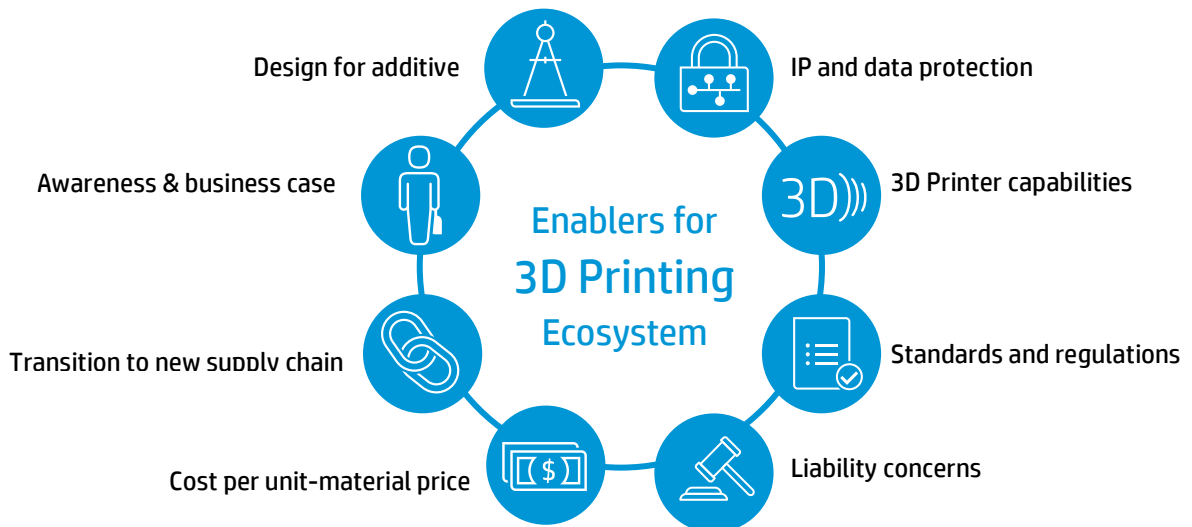 Design for additive
IP and data protection
Awareness & business case
3D Printer capabilities
3D)))
Enablers for
3D Printing
Ecosystem
Transition to new supply chain
Standards and regulations
$
Cost per unit-material price
Liability concerns